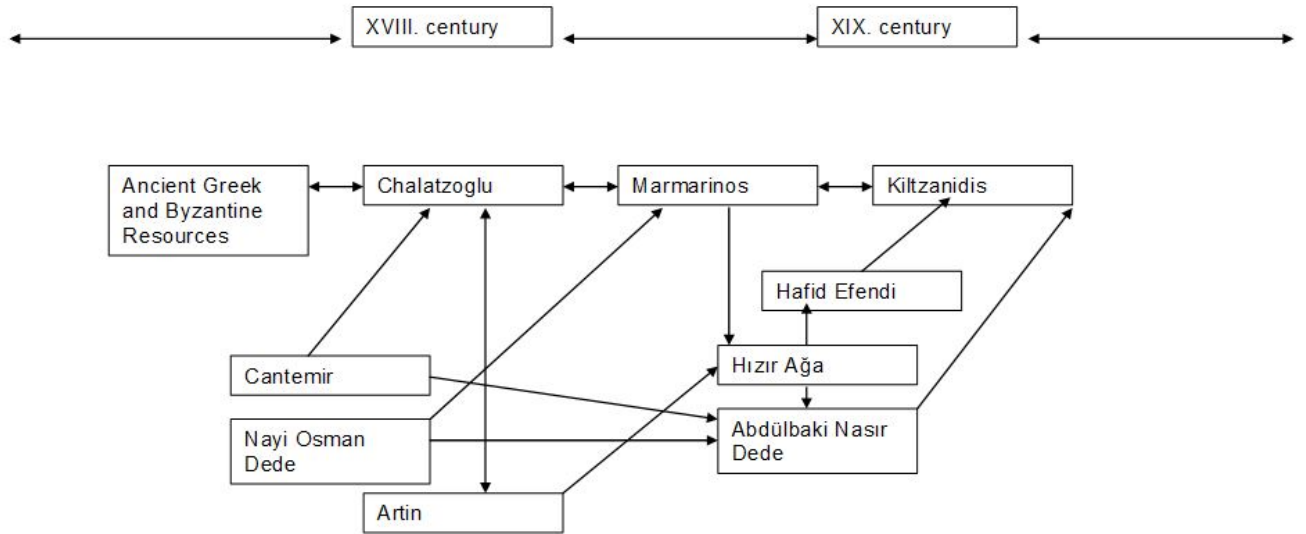 XVIII. century
XIX. century
Ancient Greek
and Byzantine
Resources
Chalatzoglu
Marmarinos
Kiltzanidis
Hafid Efendi
Cantemir
Hızır Ağa
Nayi Osman
Dede
Abdülbaki Nasır
Dede
Artin